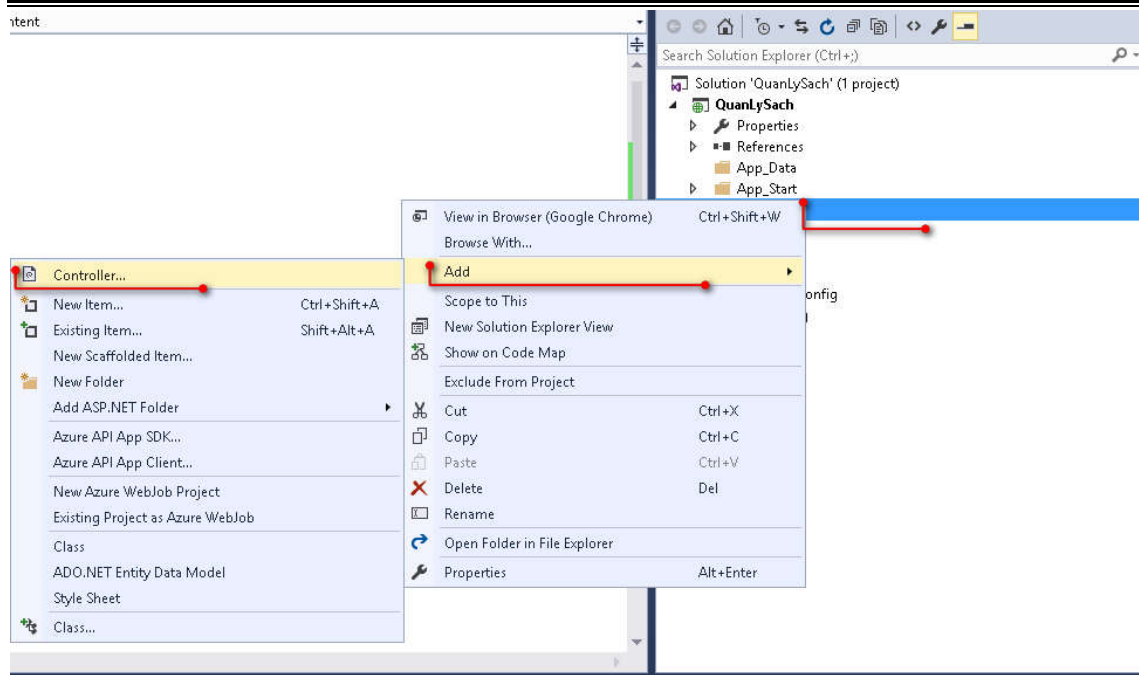 ntent
Search Solution Explorer (Ctrl+;)
Solution 'QuanLySach' (1 project)
QuanLySach
Properties
References
App_Data
App_Start
View in Browser (Google Chrome) Ctrl+Shift+W
Browse With...
Add
Scope to This
New Solution Explorer View
Show on Code Map
Exclude From Project
Cut Ctrl+X
Copy Ctrl+C
Paste Ctrl+V
Delete Del
Rename
Open Folder in File Explorer
Properties Alt+Enter
Controller...
New Item... Ctrl+Shift+A
Existing Item... Shift+Alt+A
New Scaffolded Item...
New Folder
Add ASP.NET Folder
Azure API App SDK...
Azure API App Client...
New Azure WebJob Project
Existing Project as Azure WebJob
Class
ADO.NET Entity Data Model
Style Sheet
Class...
onfig